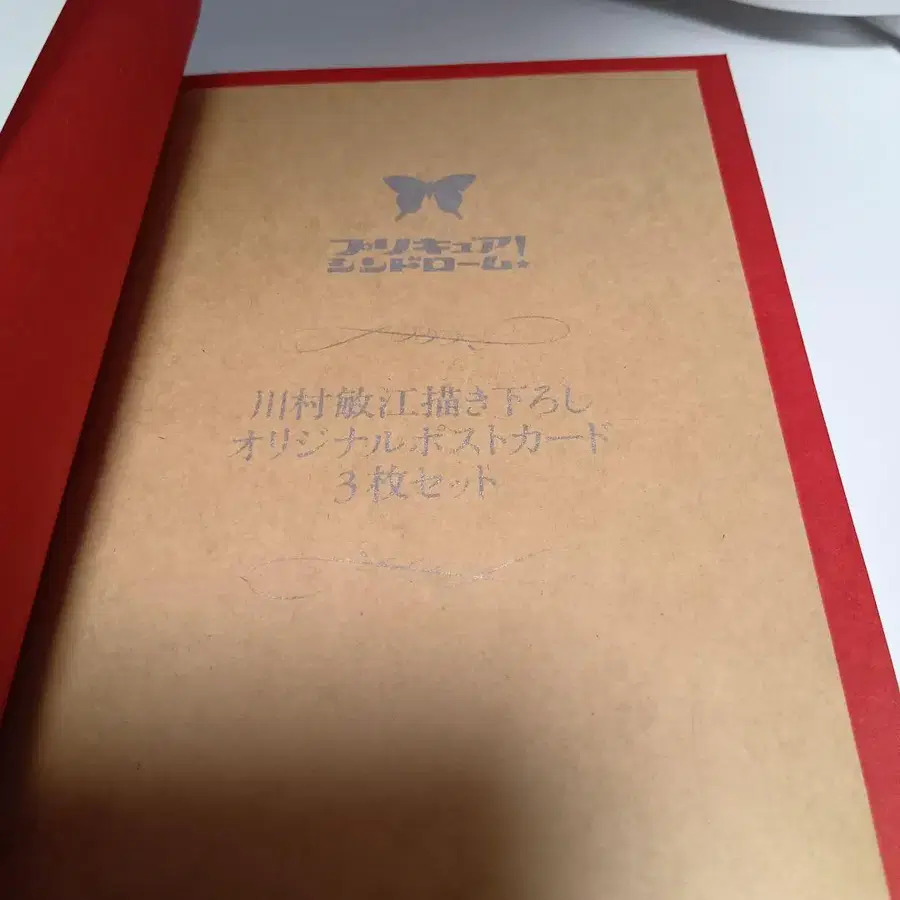 プリキュア!
シンドローム★
川村敏江描き下ろし
オリジナルポストカード
3枚セット